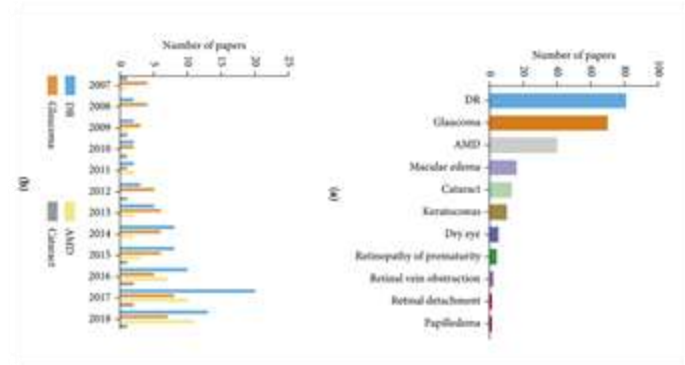 Number of papers
0
20
40
60
80
100
DR
Glaucoma
AMD
Macular edema
Cataract
Keratoconus
Dry eye
Retinopathy of prematurity
Retinal vein obstruction
Retinal detachment
Papilledema
(a)
Number of papers
0
5
10
15
20
25
2007
2008
2009
2010
2011
2012
2013
2014
2015
2016
2017
2018
DR
Glaucoma
AMD
Cataract
(b)